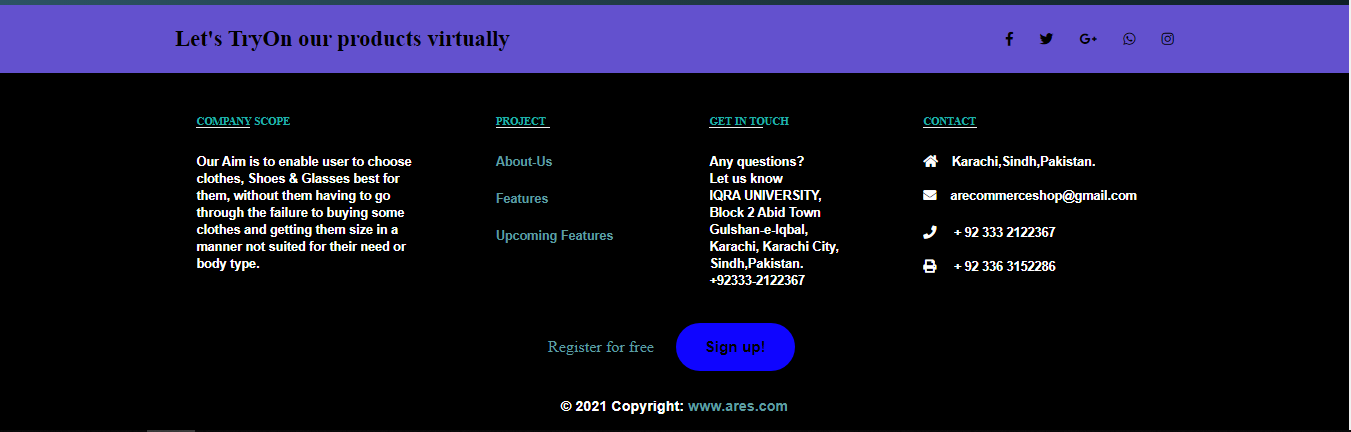 Let's TryOn our products virtually
COMPANY SCOPE
Our Aim is to enable user to choose
clothes, Shoes & Glasses best for
them, without them having to go
through the failure to buying some
clothes and getting them size in a
manner not suited for their need or
body type.
PROJECT
About-Us
Features
Upcoming Features
GET IN TOUCH
Any questions?
Let us know
IQRA UNIVERSITY,
Block 2 Abid Town
Gulshan-e-Iqbal,
Karachi, Karachi City,
Sindh,Pakistan.
+92333-2122367
CONTACT
Karachi,Sindh,Pakistan.
arecommerceshop@gmail.com
+ 92 333 2122367
+ 92 336 3152286
Register for free
Sign up!
© 2021 Copyright: www.ares.com